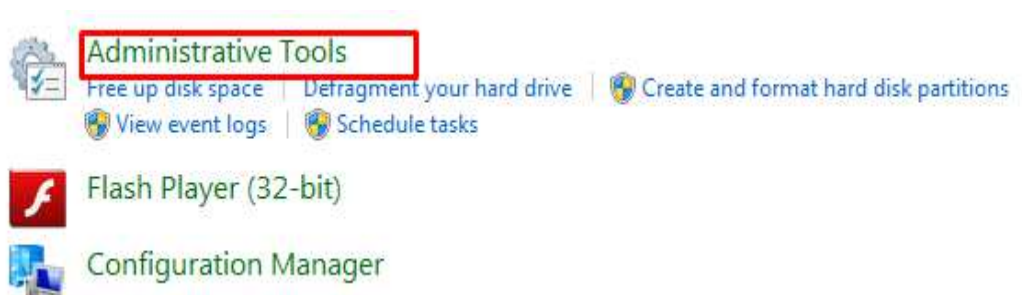 Administrative Tools
Free up disk space | Defragment your hard drive | Create and format hard disk partitions
View event logs | Schedule tasks
Flash Player (32-bit)
Configuration Manager